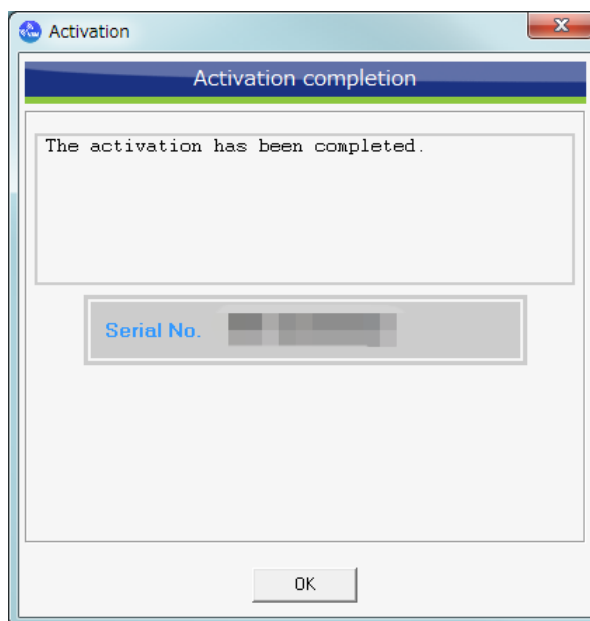 Activation
Activation completion
The activation has been completed.
Serial No.
OK